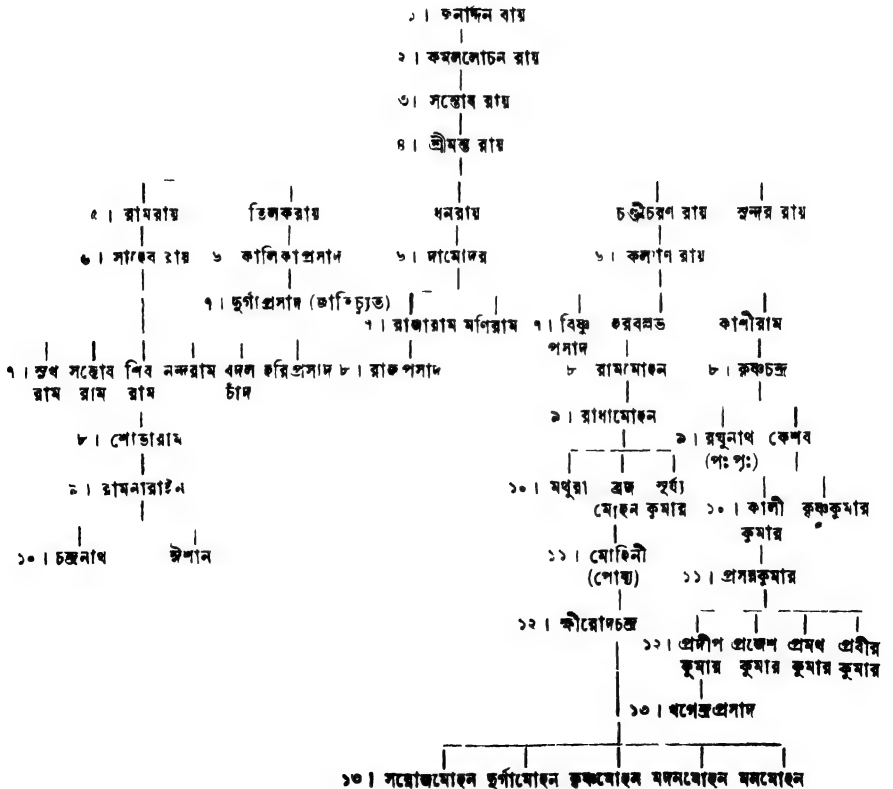 ১। জনার্দ্দন রায়
২। কমললোচন রায়
৩। সন্তোষ রায়
৪। শ্রীমন্ত রায়
৫। রামরায় তিলকরায় ধনরায় চণ্ডীচরণ রায় সুন্দর রায়
৬। সাহেব রায় ৬ কালিকাপ্রসাদ ৬। দামোদর ৬। কল্যাণ রায়
৭। দুর্গাপ্রসাদ (জাতিচ্যুত)
৭। রাজারাম মণিরাম ৭। বিষ্ণু হরবল্লভ কাশীরাম
প্রসাদ
৭। সুখ সন্তোষ শিব নন্দরাম বদল হরিপ্রসাদ ৮। রাজপ্রসাদ ৮ রামমোহন ৮। কৃষ্ণচন্দ্র
রাম রাম রাম চাঁদ
৯। রাধামোহন
৮। শোভারাম ৯। রঘুনাথ কেশব
(পঃ পুঃ)
৯। রামনারাইন ১০। মথুরা ব্রজ সূর্য্য
মোহন কুমার ১০। কালী কৃষ্ণকুমার
কুমার
১০। চন্দ্রনাথ ঈশান ১১। মোহিনী
(পোষ্য) ১১। প্রসন্নকুমার
১২। ক্ষীরোদচন্দ্র
১২। প্রদীপ প্রজেশ প্রমথ প্রবীর
কুমার কুমার কুমার কুমার
১৩। খগেন্দ্রপ্রসাদ
১৩। সরোজমোহন দুর্গামোহন কৃষ্ণমোহন মদনমোহন মনমোহন